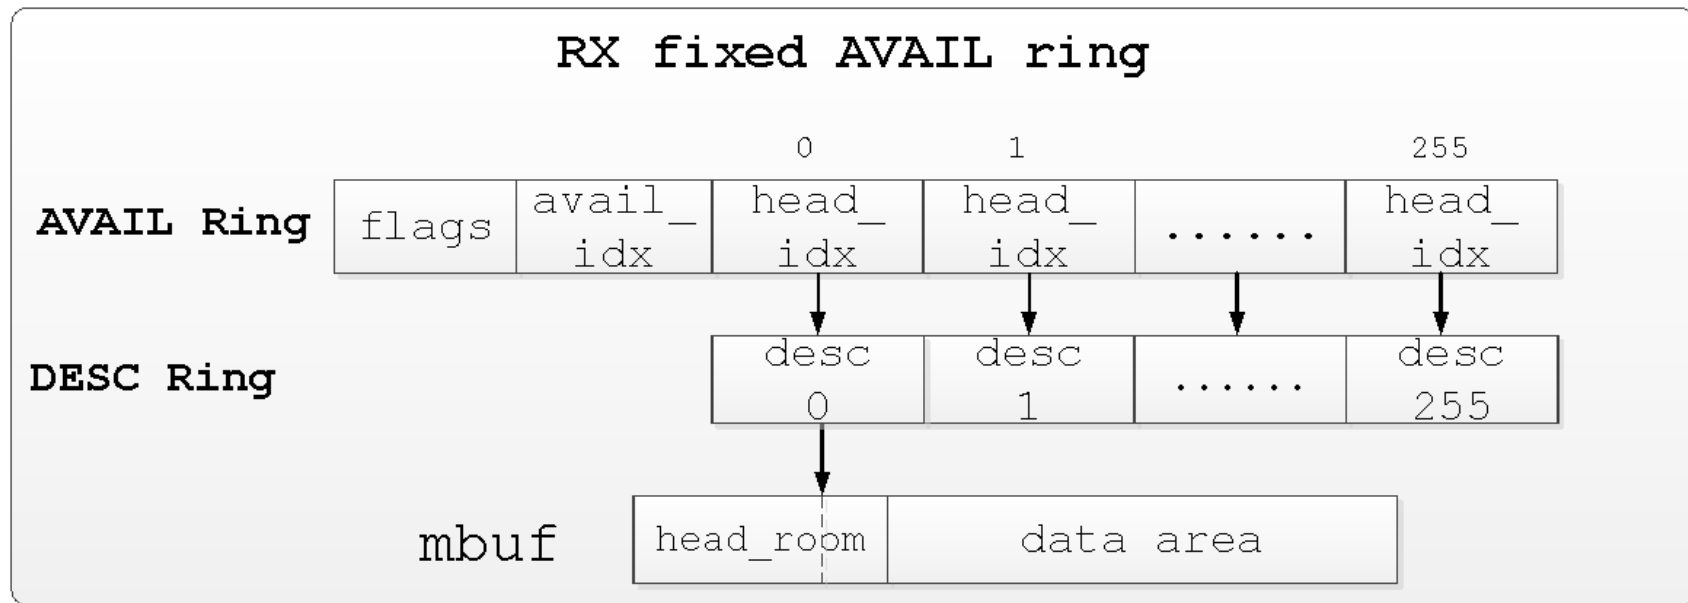 RX fixed AVAIL ring
0 1 255
AVAIL Ring
flags
avail_
idx
head_
idx
head_
idx
......
head_
idx
DESC Ring
desc
0
desc
1
......
desc
255
mbuf
head_room
data area